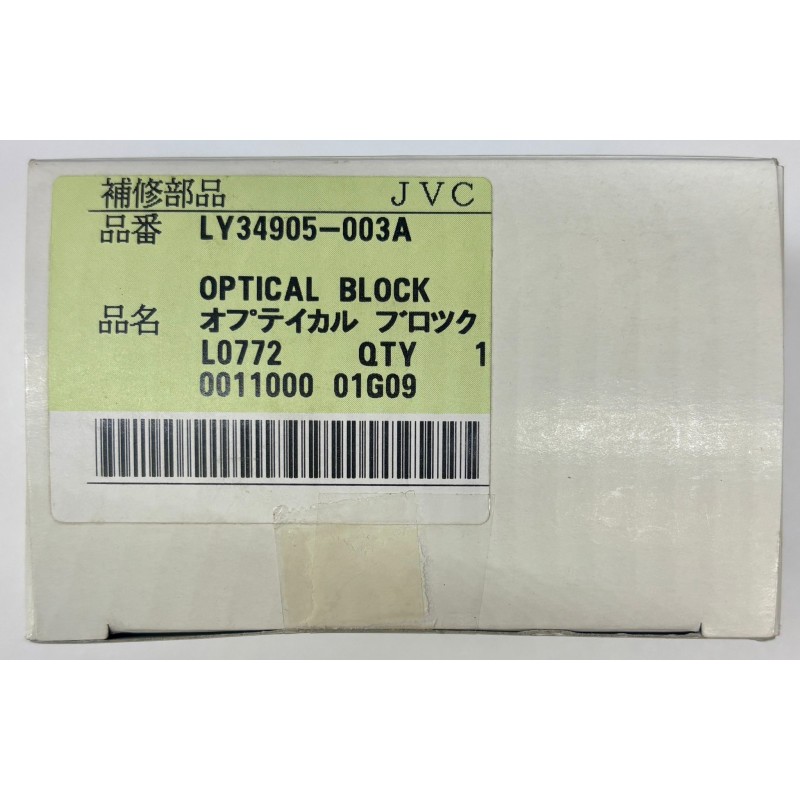 補修部品 JVC
品番 LY34905-003A
OPTICAL BLOCK
品名 オプテイカル ブロツク
L0772 QTY 1
0011000 01G09